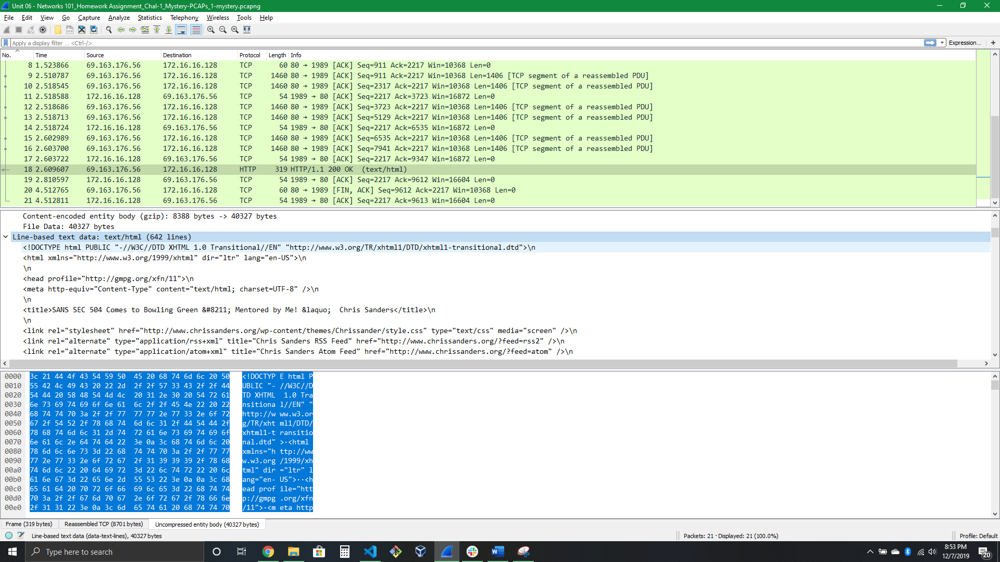 Unit 06 - Networks 101_Homework Assignment_Chal-1_Mystery-PCAPs_1-mystery.pcapng
File Edit View Go Capture Analyze Statistics Telephony Wireless Tools Help
Apply a display filter ... <Ctrl-/> Expression... +
No. Time Source Destination Protocol Length Info
8 1.523866 69.163.176.56 172.16.16.128 TCP 60 80 → 1989 [ACK] Seq=911 Ack=2217 Win=10368 Len=0
9 2.510787 69.163.176.56 172.16.16.128 TCP 1460 80 → 1989 [ACK] Seq=911 Ack=2217 Win=10368 Len=1406 [TCP segment of a reassembled PDU]
10 2.518545 69.163.176.56 172.16.16.128 TCP 1460 80 → 1989 [ACK] Seq=2317 Ack=2217 Win=10368 Len=1406 [TCP segment of a reassembled PDU]
11 2.518588 172.16.16.128 69.163.176.56 TCP 54 1989 → 80 [ACK] Seq=2217 Ack=3723 Win=16872 Len=0
12 2.518686 69.163.176.56 172.16.16.128 TCP 1460 80 → 1989 [ACK] Seq=3723 Ack=2217 Win=10368 Len=1406 [TCP segment of a reassembled PDU]
13 2.518713 69.163.176.56 172.16.16.128 TCP 1460 80 → 1989 [ACK] Seq=5129 Ack=2217 Win=10368 Len=1406 [TCP segment of a reassembled PDU]
14 2.518724 172.16.16.128 69.163.176.56 TCP 54 1989 → 80 [ACK] Seq=2217 Ack=6535 Win=16872 Len=0
15 2.602989 69.163.176.56 172.16.16.128 TCP 1460 80 → 1989 [ACK] Seq=6535 Ack=2217 Win=10368 Len=1406 [TCP segment of a reassembled PDU]
16 2.603700 69.163.176.56 172.16.16.128 TCP 1460 80 → 1989 [ACK] Seq=7941 Ack=2217 Win=10368 Len=1406 [TCP segment of a reassembled PDU]
17 2.603722 172.16.16.128 69.163.176.56 TCP 54 1989 → 80 [ACK] Seq=2217 Ack=9347 Win=16872 Len=0
18 2.609607 69.163.176.56 172.16.16.128 HTTP 319 HTTP/1.1 200 OK (text/html)
19 2.810597 172.16.16.128 69.163.176.56 TCP 54 1989 → 80 [ACK] Seq=2217 Ack=9612 Win=16604 Len=0
20 4.512765 69.163.176.56 172.16.16.128 TCP 60 80 → 1989 [FIN, ACK] Seq=9612 Ack=2217 Win=10368 Len=0
21 4.512811 172.16.16.128 69.163.176.56 TCP 54 1989 → 80 [ACK] Seq=2217 Ack=9613 Win=16604 Len=0
Content-encoded entity body (gzip): 8388 bytes -> 40327 bytes
File Data: 40327 bytes
Line-based text data: text/html (642 lines)
<!DOCTYPE html PUBLIC "-//W3C//DTD XHTML 1.0 Transitional//EN" "http://www.w3.org/TR/xhtml1/DTD/xhtml1-transitional.dtd">\n
<html xmlns="http://www.w3.org/1999/xhtml" dir="ltr" lang="en-US">\n
\n
<head profile="http://gmpg.org/xfn/11">\n
<meta http-equiv="Content-Type" content="text/html; charset=UTF-8" />\n
\n
<title>SANS SEC 504 Comes to Bowling Green &#8211; Mentored by Me! &laquo;  Chris Sanders</title>\n
\n
<link rel="stylesheet" href="http://www.chrissanders.org/wp-content/themes/Chrissander/style.css" type="text/css" media="screen" />\n
<link rel="alternate" type="application/rss+xml" title="Chris Sanders RSS Feed" href="http://www.chrissanders.org/?feed=rss2" />\n
<link rel="alternate" type="application/atom+xml" title="Chris Sanders Atom Feed" href="http://www.chrissanders.org/?feed=atom" />\n
0000 3c 21 44 4f 43 54 59 50 45 20 68 74 6d 6c 20 50 <!DOCTYP E html P
0010 55 42 4c 49 43 20 22 2d 2f 2f 57 33 43 2f 2f 44 UBLIC "- //W3C//D
0020 54 44 20 58 48 54 4d 4c 20 31 2e 30 20 54 72 61 TD XHTML  1.0 Tra
0030 6e 73 69 74 69 6f 6e 61 6c 2f 2f 45 4e 22 20 22 nsitiona l//EN" "
0040 68 74 74 70 3a 2f 2f 77 77 77 2e 77 33 2e 6f 72 http://w ww.w3.or
0050 67 2f 54 52 2f 78 68 74 6d 6c 31 2f 44 54 44 2f g/TR/xht ml1/DTD/
0060 78 68 74 6d 6c 31 2d 74 72 61 6e 73 69 74 69 6f xhtml1-t ransitio
0070 6e 61 6c 2e 64 74 64 22 3e 0a 3c 68 74 6d 6c 20 nal.dtd" >·<html
0080 78 6d 6c 6e 73 3d 22 68 74 74 70 3a 2f 2f 77 77 xmlns="h ttp://ww
0090 77 2e 77 33 2e 6f 72 67 2f 31 39 39 39 2f 78 68 w.w3.org /1999/xh
00a0 74 6d 6c 22 20 64 69 72 3d 22 6c 74 72 22 20 6c tml" dir ="ltr" l
00b0 61 6e 67 3d 22 65 6e 2d 55 53 22 3e 0a 0a 3c 68 ang="en- US">··<h
00c0 65 61 64 20 70 72 6f 66 69 6c 65 3d 22 68 74 74 ead prof ile="htt
00d0 70 3a 2f 2f 67 6d 70 67 2e 6f 72 67 2f 78 66 6e p://gmpg .org/xfn
00e0 2f 31 31 22 3e 0a 3c 6d 65 74 61 20 68 74 74 70 /11">·<m eta http
Frame (319 bytes) Reassembled TCP (8701 bytes) Uncompressed entity body (40327 bytes)
Line-based text data (data-text-lines), 40327 bytes Packets: 21 · Displayed: 21 (100.0%) Profile: Default
Type here to search
8:53 PM
12/7/2019
20